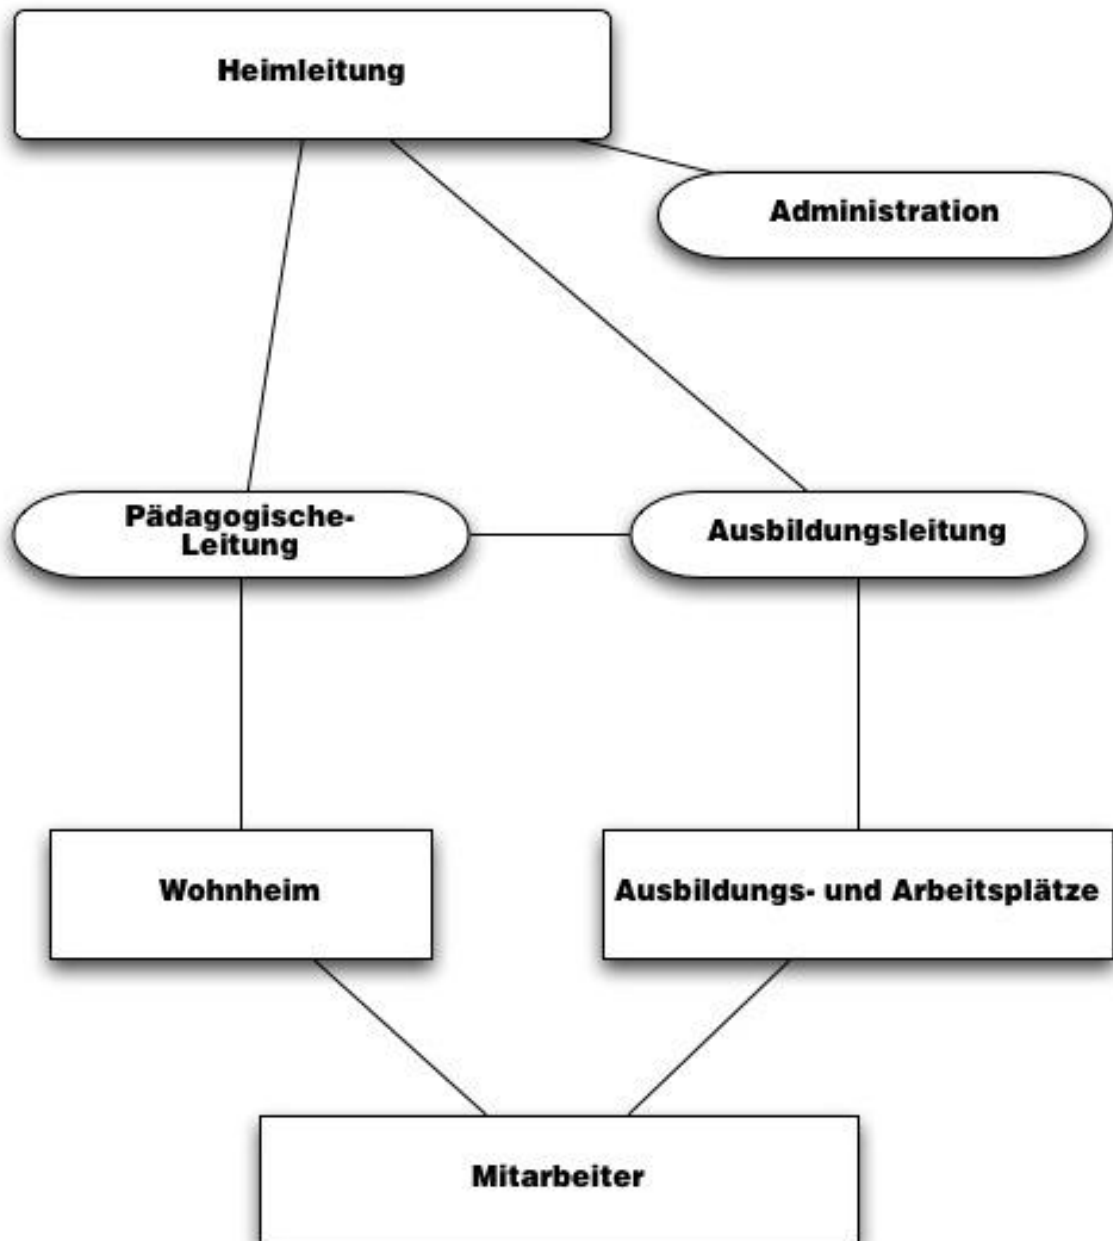 Heimleitung
Administration
Pädagogische-
Leitung
Ausbildungsleitung
Wohnheim
Ausbildungs- und Arbeitsplätze
Mitarbeiter